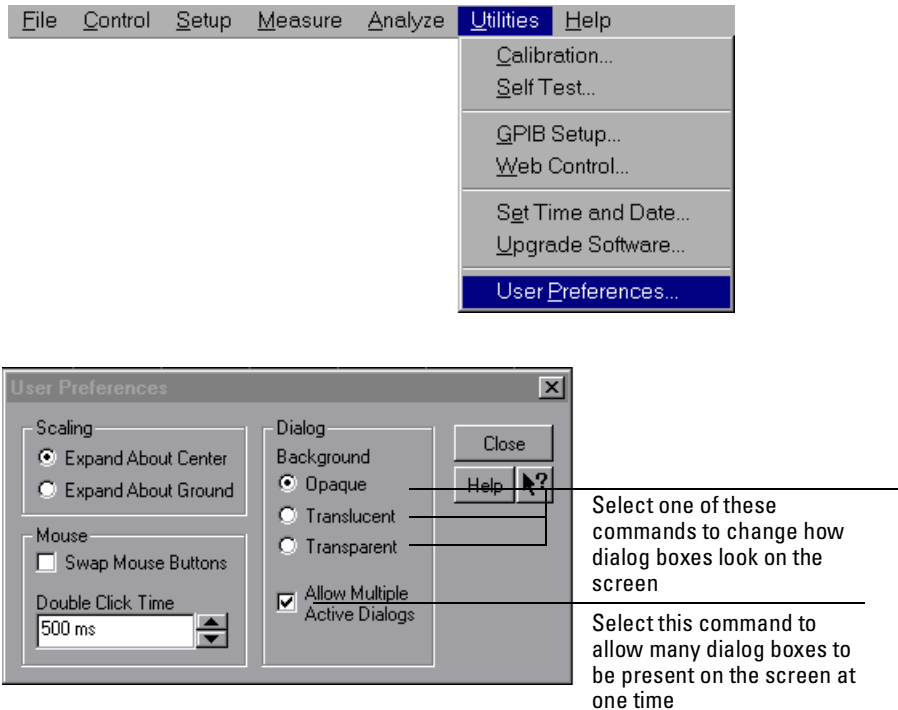 File Control Setup Measure Analyze Utilities Help
Calibration...
Self Test...
GPIB Setup...
Web Control...
Set Time and Date...
Upgrade Software...
User Preferences...
User Preferences
Scaling
Expand About Center
Expand About Ground
Mouse
Swap Mouse Buttons
Double Click Time
500 ms
Dialog
Background
Opaque
Translucent
Transparent
Allow Multiple
Active Dialogs
Close
Help ?
Select one of these
commands to change how
dialog boxes look on the
screen
Select this command to
allow many dialog boxes to
be present on the screen at
one time